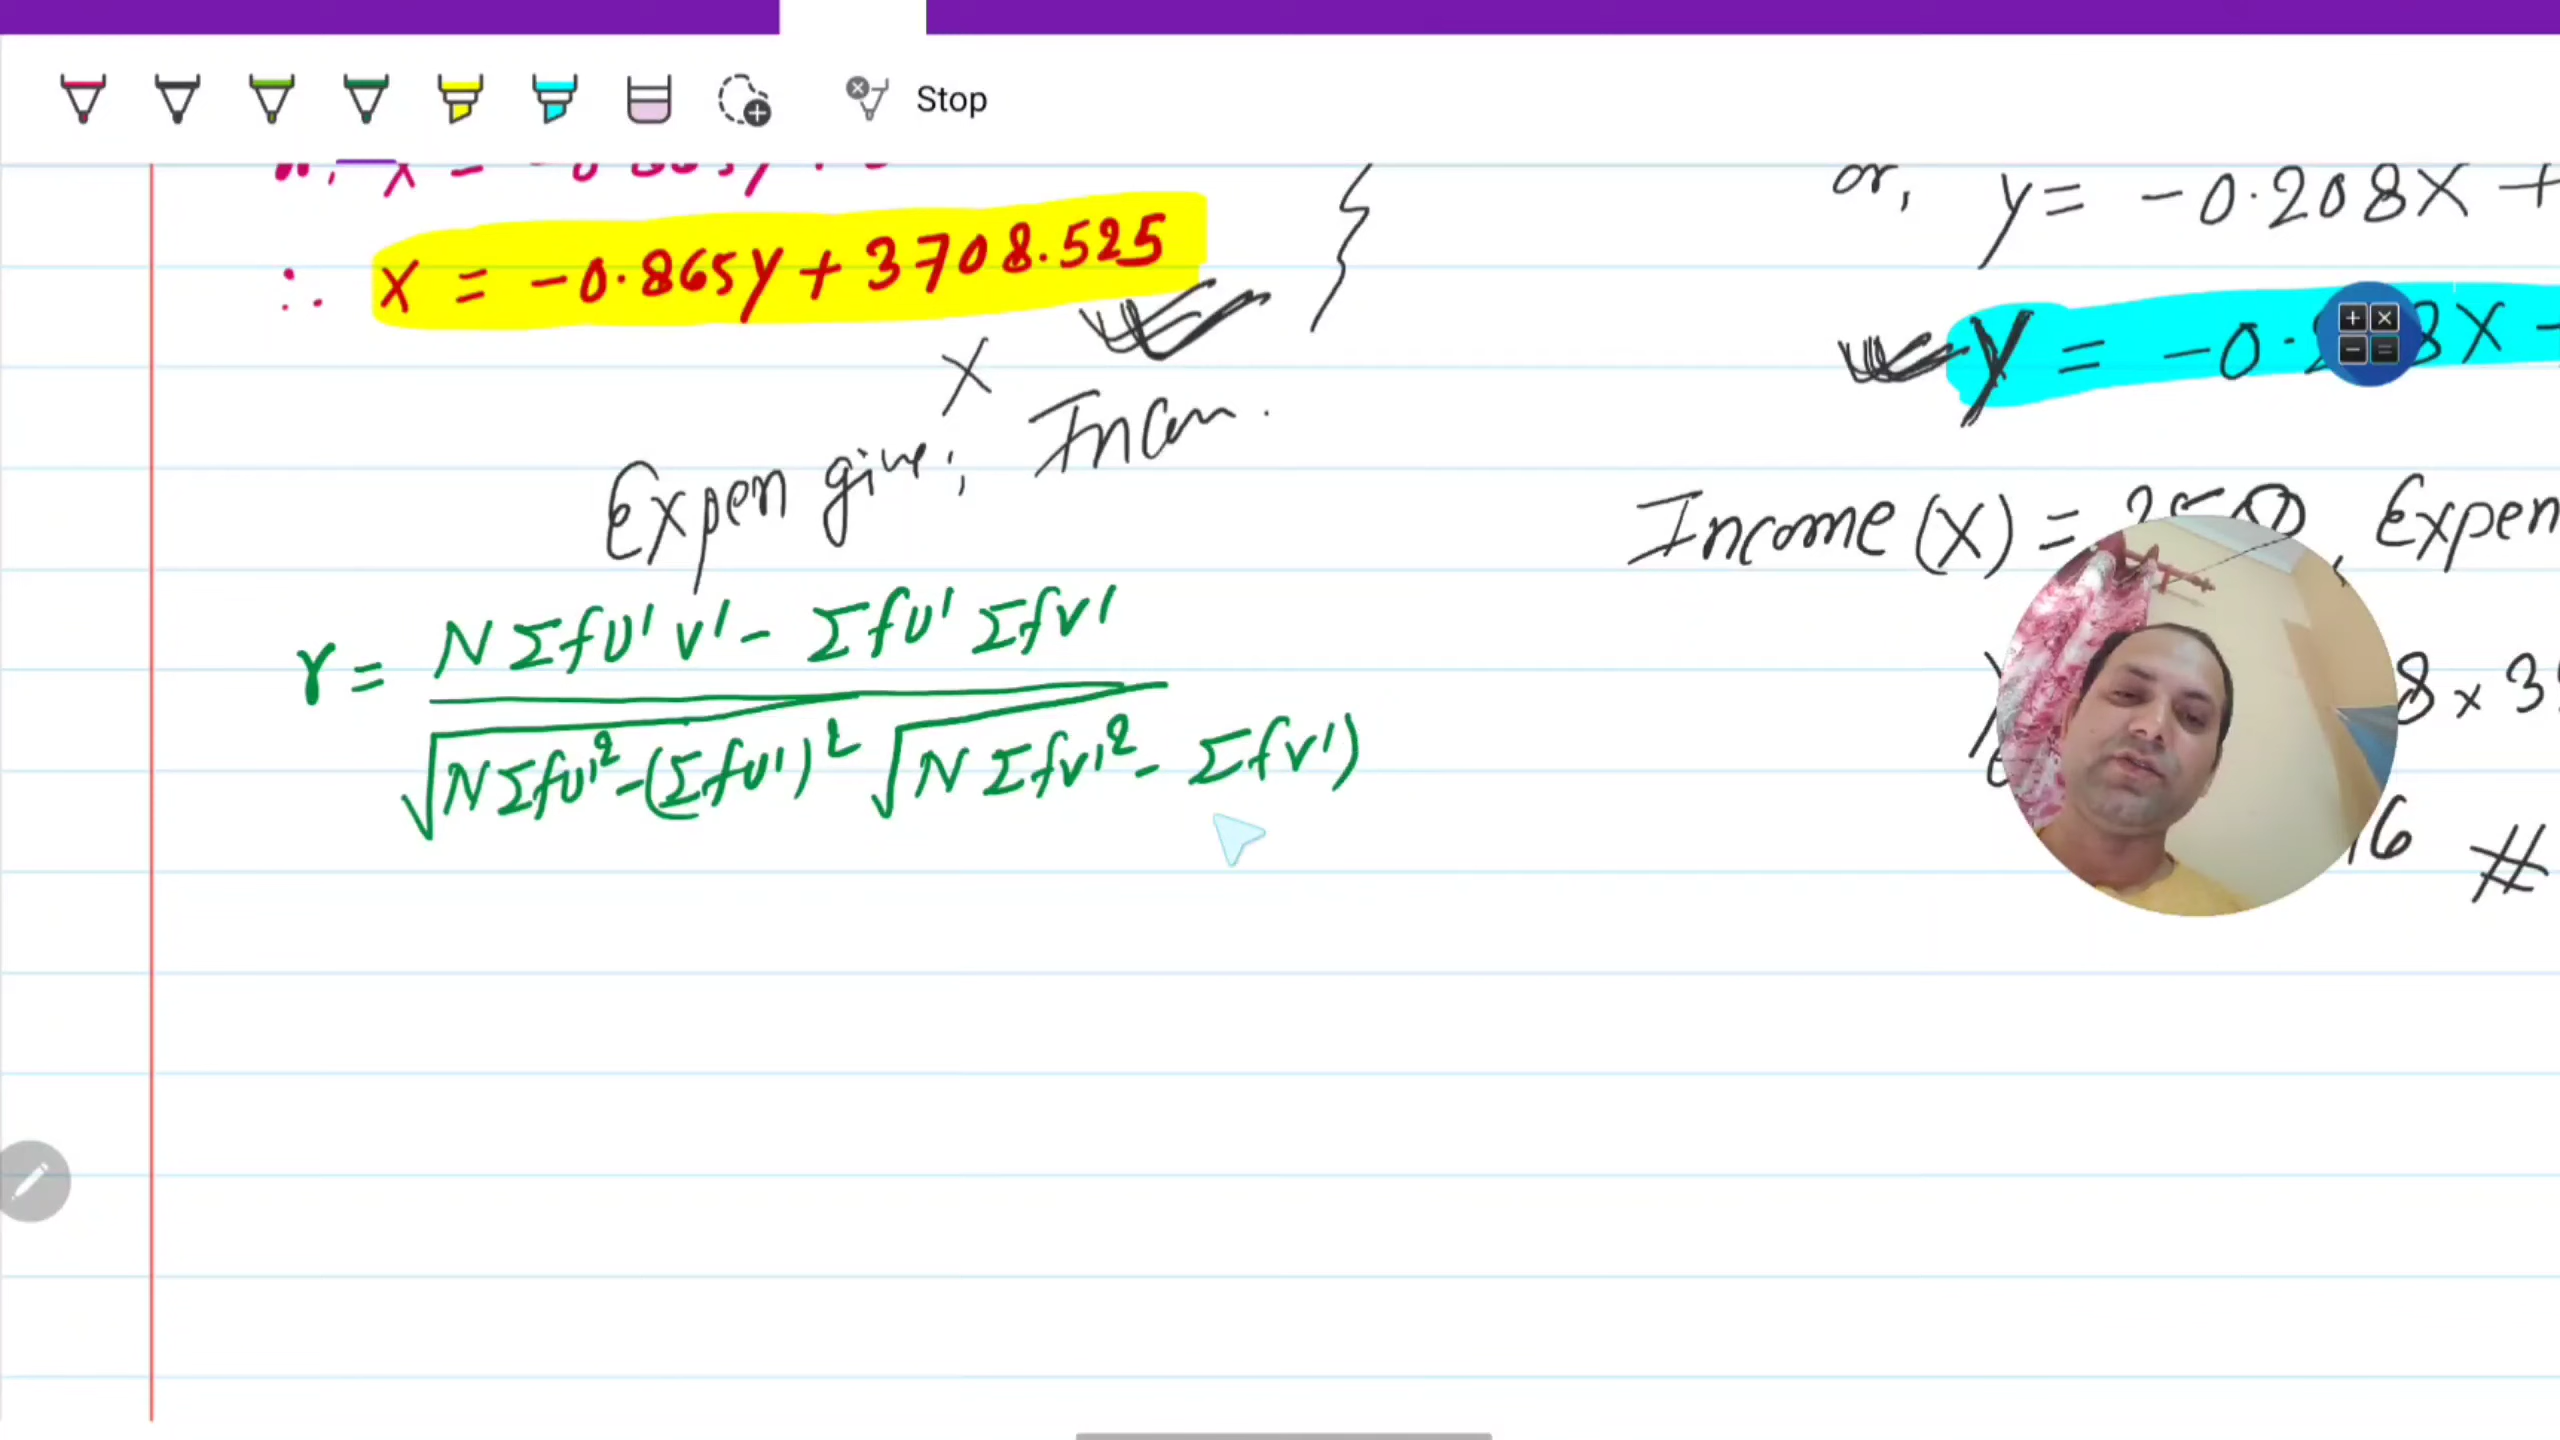 Stop
∴ X = -0.865Y + 3708.525
X
Expen give,
r = NΣfU'V' - ΣfU' ΣfV'
√NΣfU'² - (ΣfU')² √NΣfV'² - ΣfV')
or, y = -0.208X +
Y = -0.
8X -
Income (X) =
Expen
8 x 3
6 #